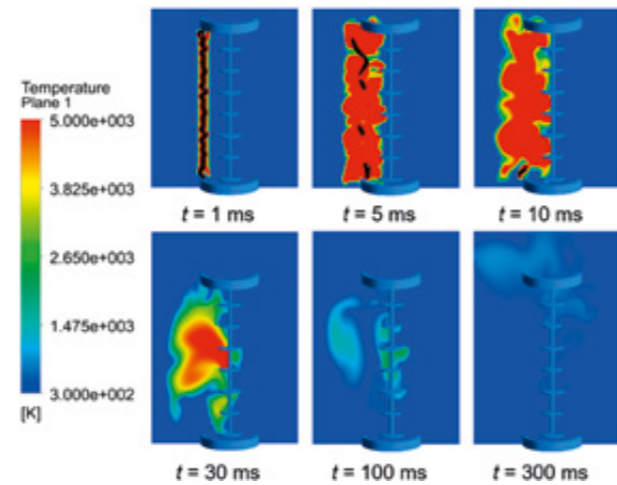 Temperature
Plane 1
5.000e+003
3.825e+003
2.650e+003
1.475e+003
3.000e+002
[K]
t = 1 ms
t = 5 ms
t = 10 ms
t = 30 ms
t = 100 ms
t = 300 ms